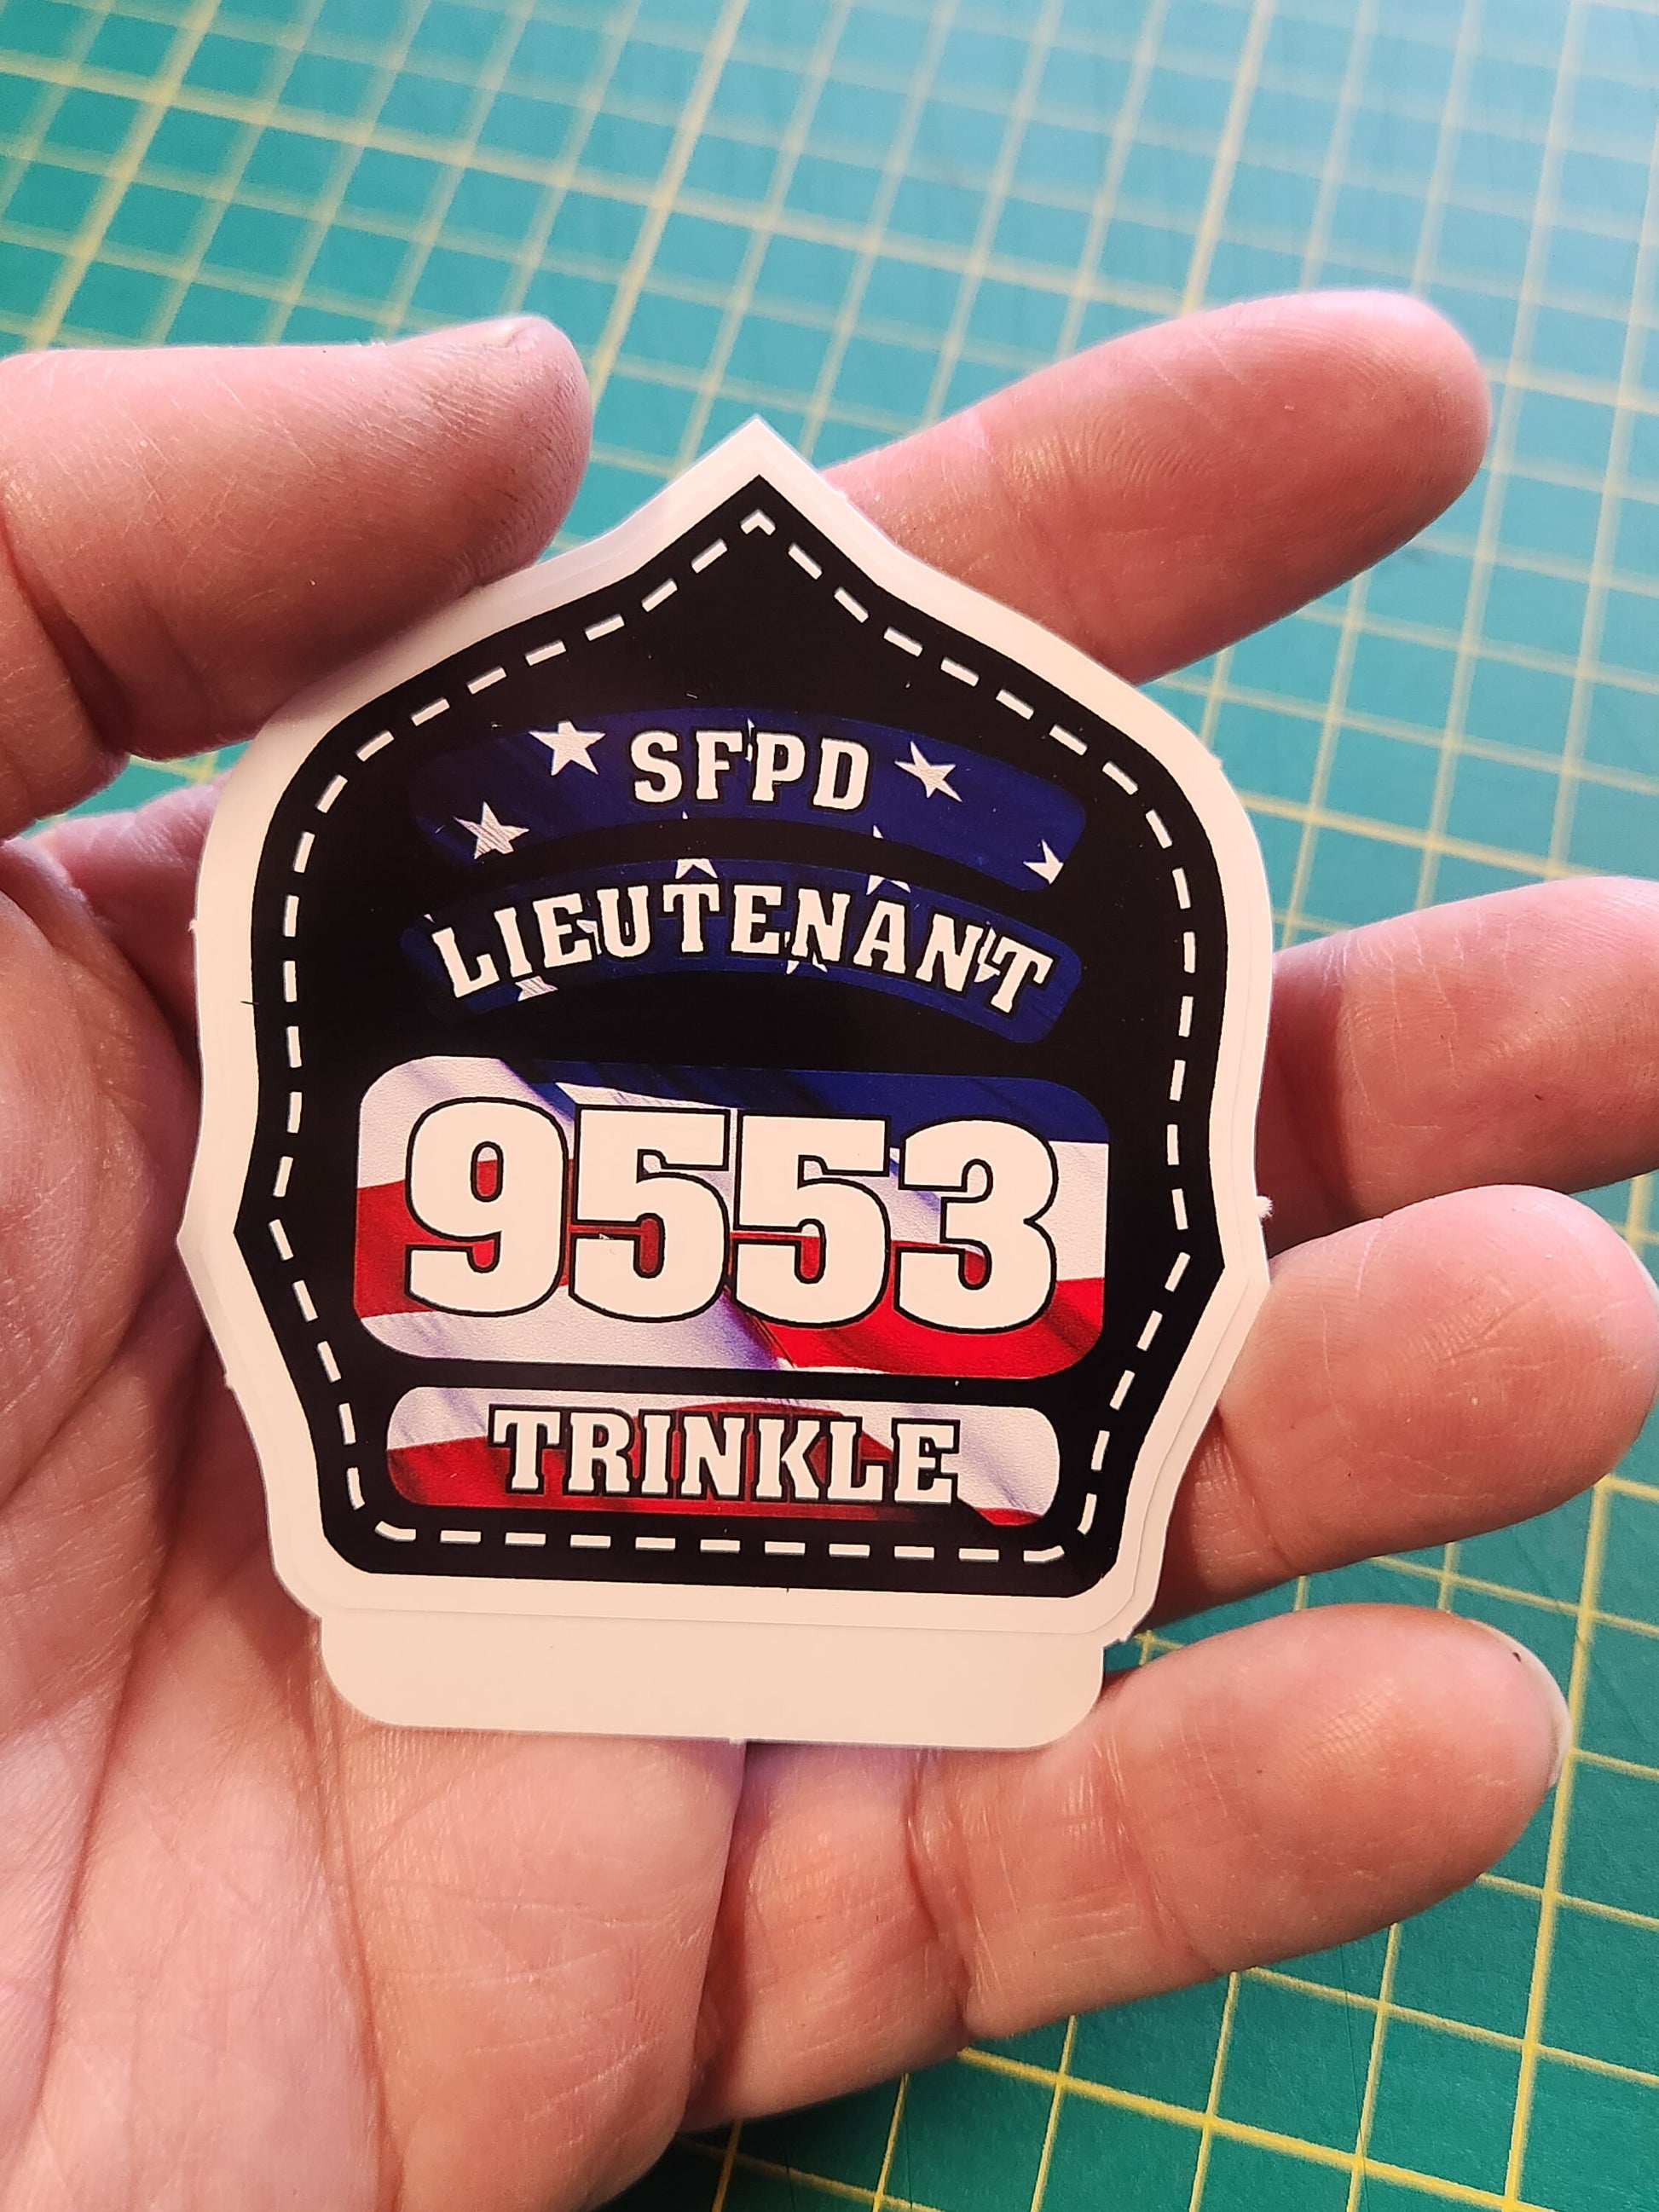 SFPD
LIEUTENANT
9553
TRINKLE